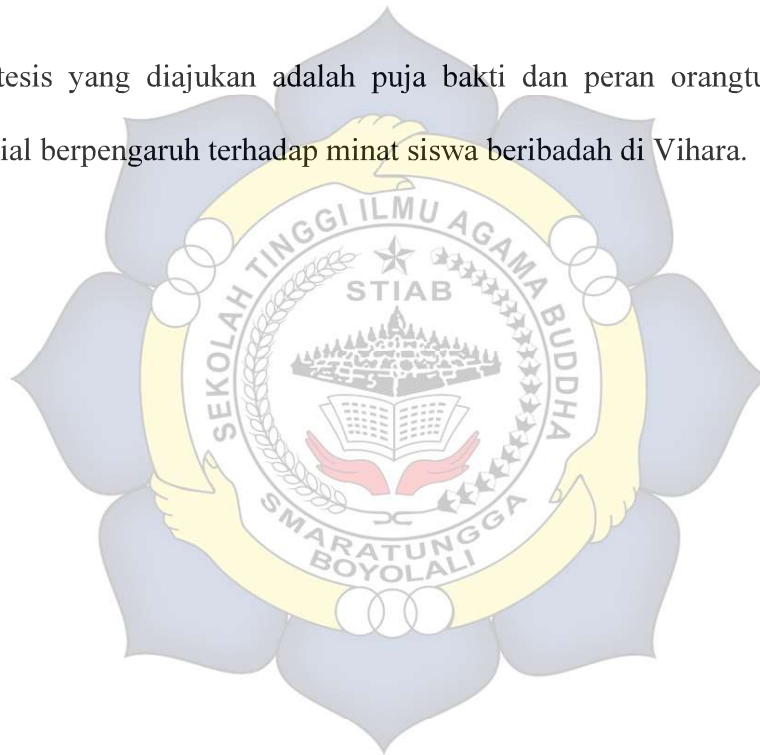 tesis yang diajukan adalah puja bakti dan peran orangtu
ial berpengaruh terhadap minat siswa beribadah di Vihara.
SEKOLAH TINGGI ILMU AGAMA BUDDHA
STIAB
SMARATUNGGA
BOYOLALI